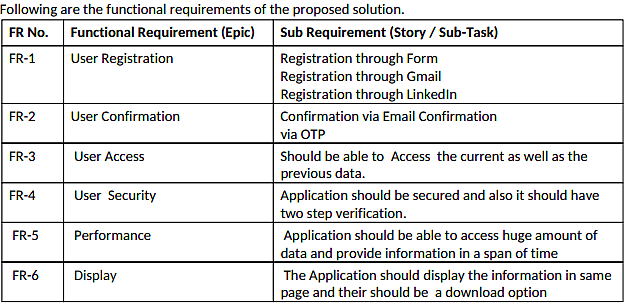 Following are the functional requirements of the proposed solution.
FR No. Functional Requirement (Epic) Sub Requirement (Story / Sub-Task)
FR-1 User Registration Registration through Form
Registration through Gmail
Registration through LinkedIn
FR-2 User Confirmation Confirmation via Email Confirmation
via OTP
FR-3 User Access Should be able to Access the current as well as the
previous data.
FR-4 User Security Application should be secured and also it should have
two step verification.
FR-5 Performance Application should be able to access huge amount of
data and provide information in a span of time
FR-6 Display The Application should display the information in same
page and their should be a download option